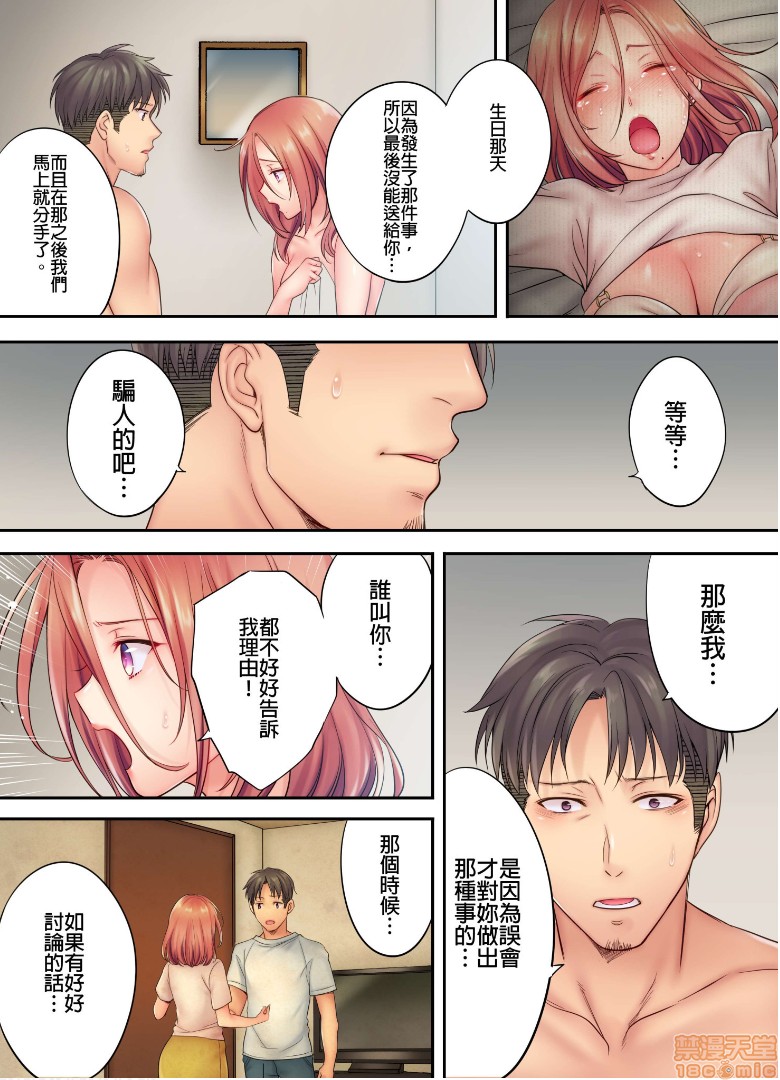 生日那天
因為發生了那件事，
所以最後沒能送給你…
而且在那之後我們
馬上就分手了。
等等…
騙人的吧…
那麼我…
是因為誤會
才對妳做出
那種事的…
誰叫你…
都不好好告訴
我理由！
那個時候…
如果有好好
討論的話…
禁漫天堂
18comic